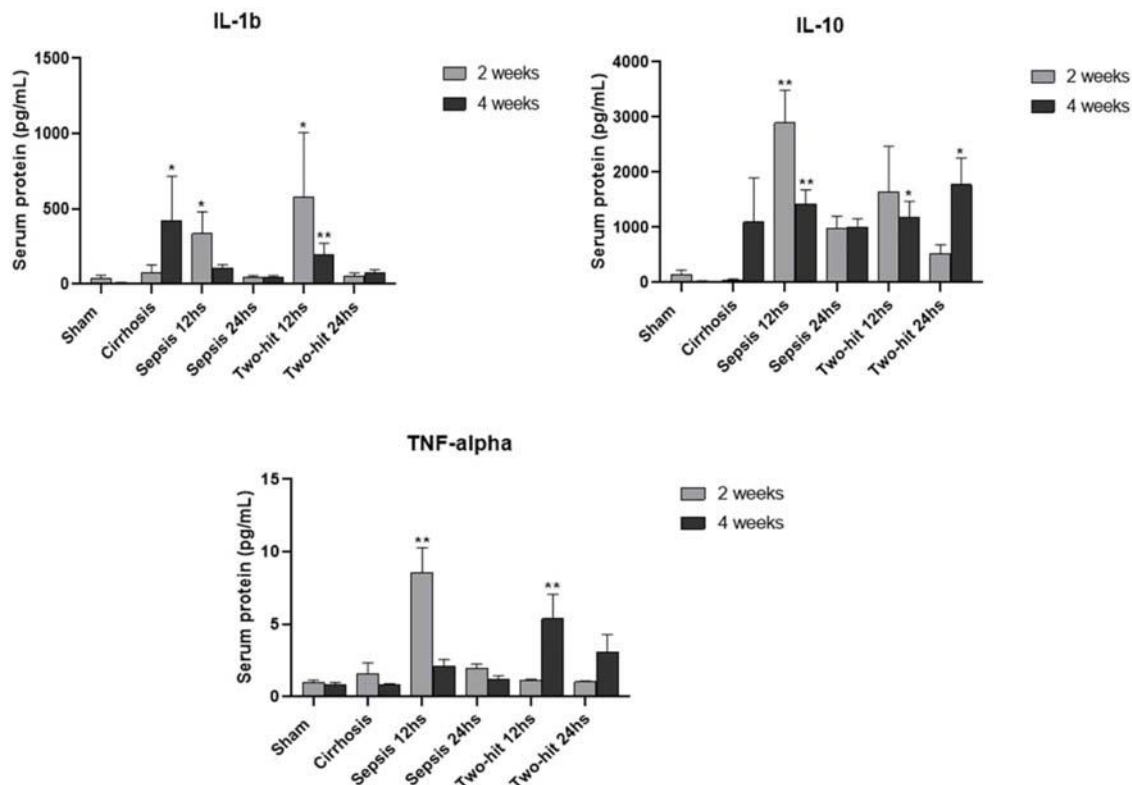 IL-1b
Serum protein (pg/mL)
1500
1000
500
0
* * * **
Sham
Cirrhosis
Sepsis 12hs
Sepsis 24hs
Two-hit 12hs
Two-hit 24hs
2 weeks
4 weeks
IL-10
Serum protein (pg/mL)
4000
3000
2000
1000
0
** ** * *
Sham
Cirrhosis
Sepsis 12hs
Sepsis 24hs
Two-hit 12hs
Two-hit 24hs
2 weeks
4 weeks
TNF-alpha
Serum protein (pg/mL)
15
10
5
0
** **
Sham
Cirrhosis
Sepsis 12hs
Sepsis 24hs
Two-hit 12hs
Two-hit 24hs
2 weeks
4 weeks